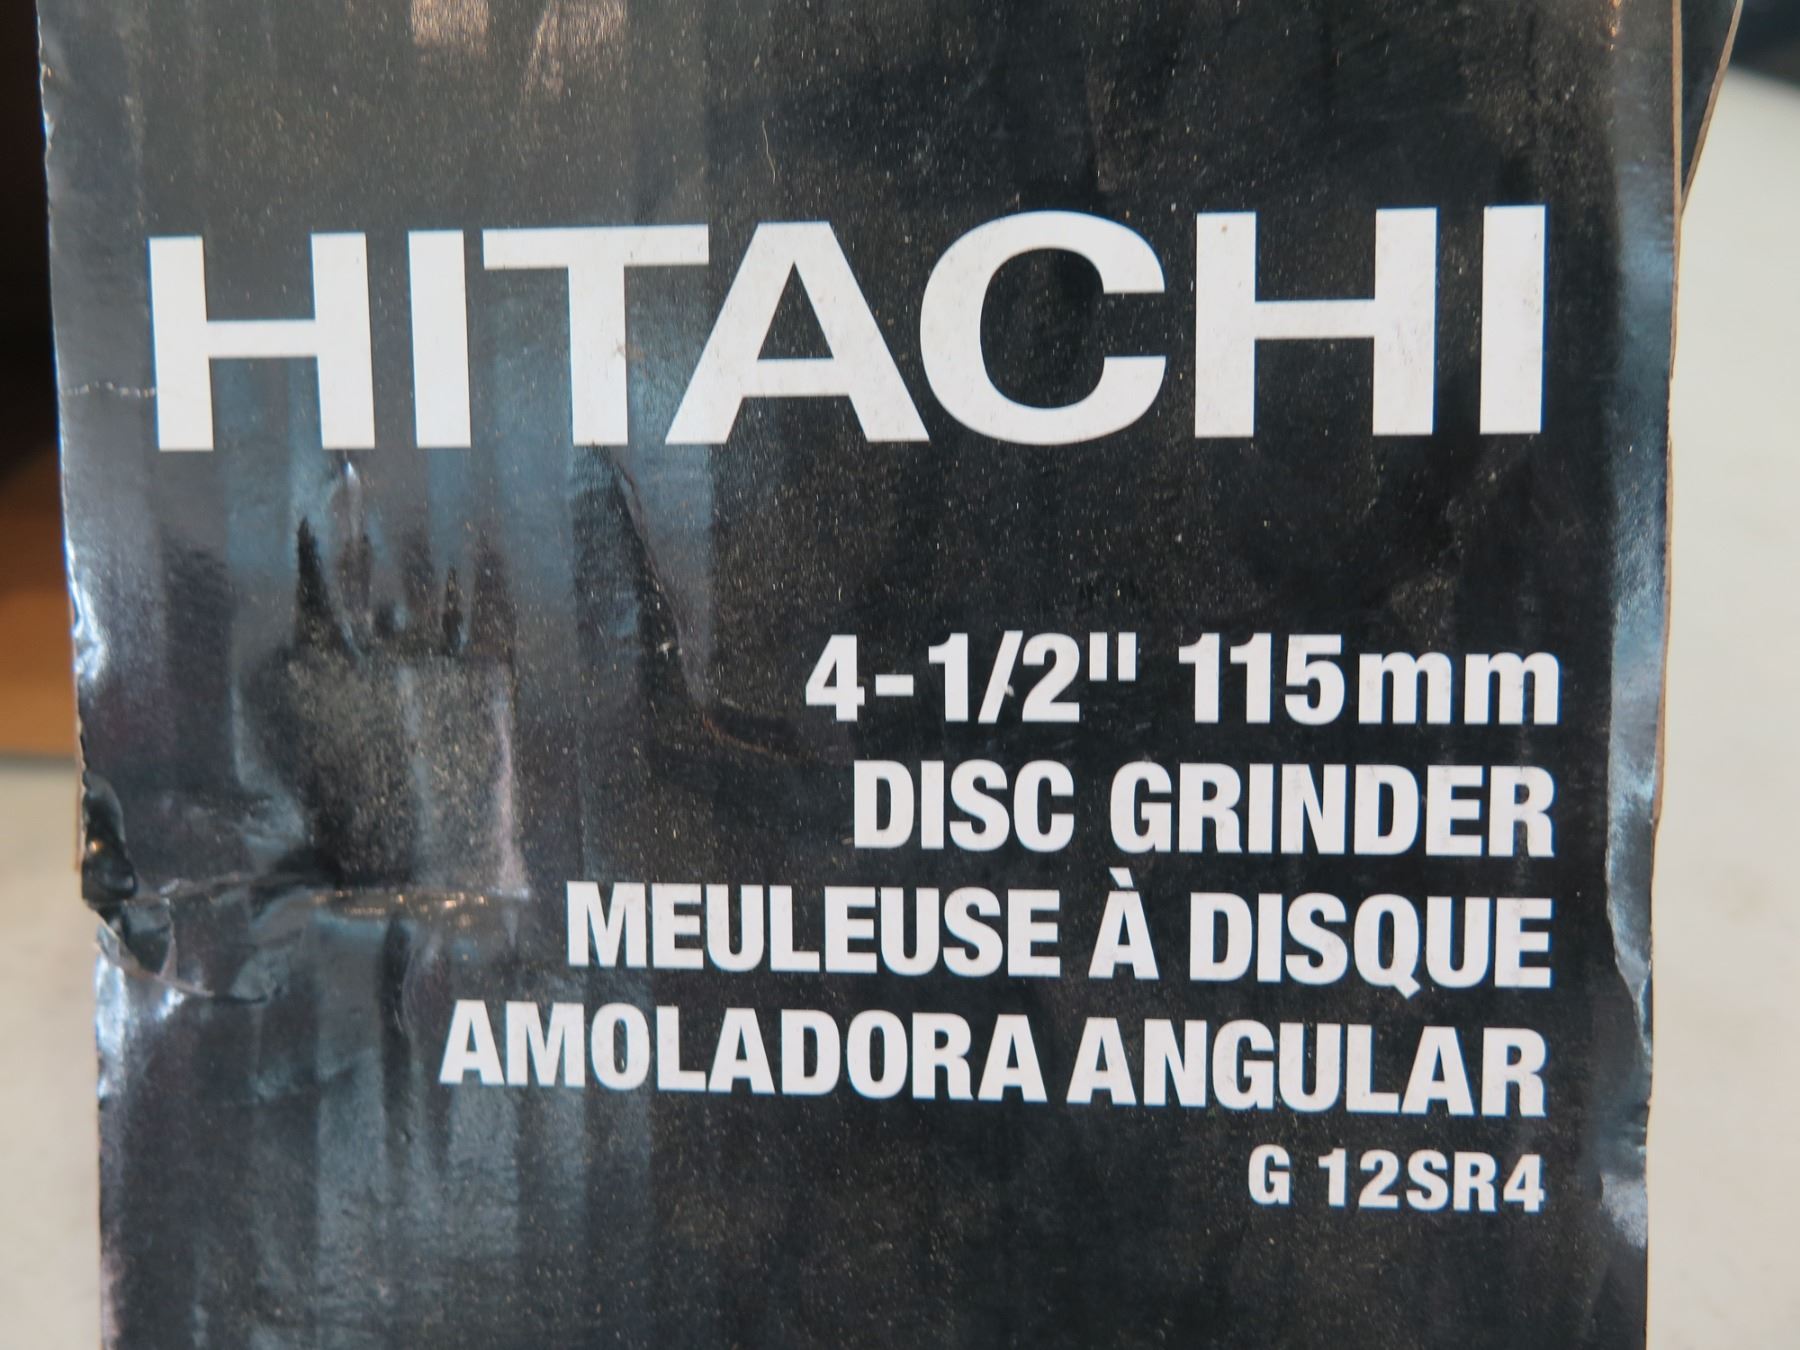 HITACHI
4-1/2" 115mm
DISC GRINDER
MEULEUSE À DISQUE
AMOLADORA ANGULAR
G 12SR4